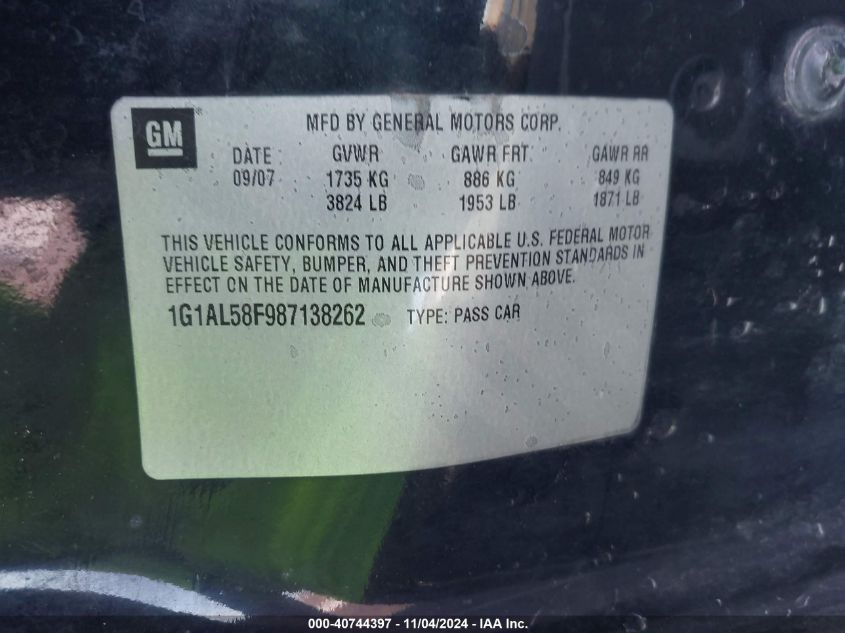 GM
MFD BY GENERAL MOTORS CORP.
DATE GVWR GAWR FRT. GAWR RR
09/07 1735 KG 886 KG 849 KG
3824 LB 1953 LB 1871 LB
THIS VEHICLE CONFORMS TO ALL APPLICABLE U.S. FEDERAL MOTOR
VEHICLE SAFETY, BUMPER, AND THEFT PREVENTION STANDARDS IN
EFFECT ON THE DATE OF MANUFACTURE SHOWN ABOVE.
1G1AL58F987138262 TYPE: PASS CAR
000-40744397 - 11/04/2024 - IAA Inc.